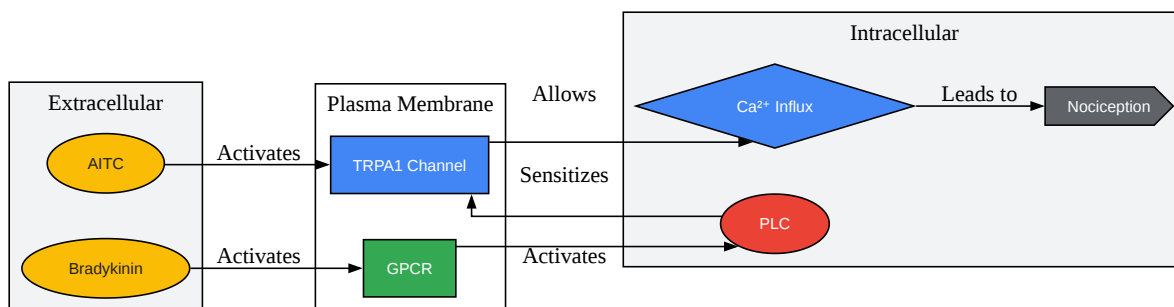 Intracellular
Extracellular
Plasma Membrane
Allows
Ca²⁺ Influx
Leads to
Nociception
AITC
Activates
TRPA1 Channel
Sensitizes
PLC
Bradykinin
Activates
GPCR
Activates